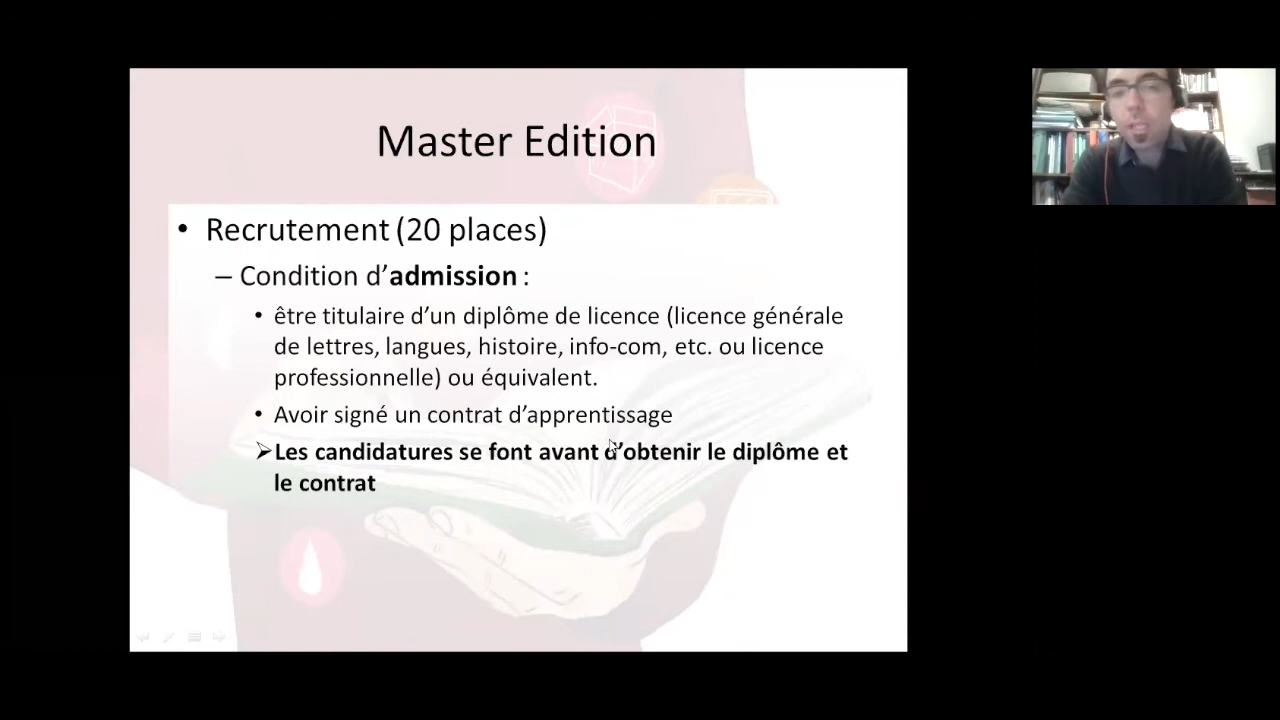 Master Edition
• Recrutement (20 places)
– Condition d’admission :
• être titulaire d’un diplôme de licence (licence générale
de lettres, langues, histoire, info-com, etc. ou licence
professionnelle) ou équivalent.
• Avoir signé un contrat d’apprentissage
➢Les candidatures se font avant d’obtenir le diplôme et
le contrat